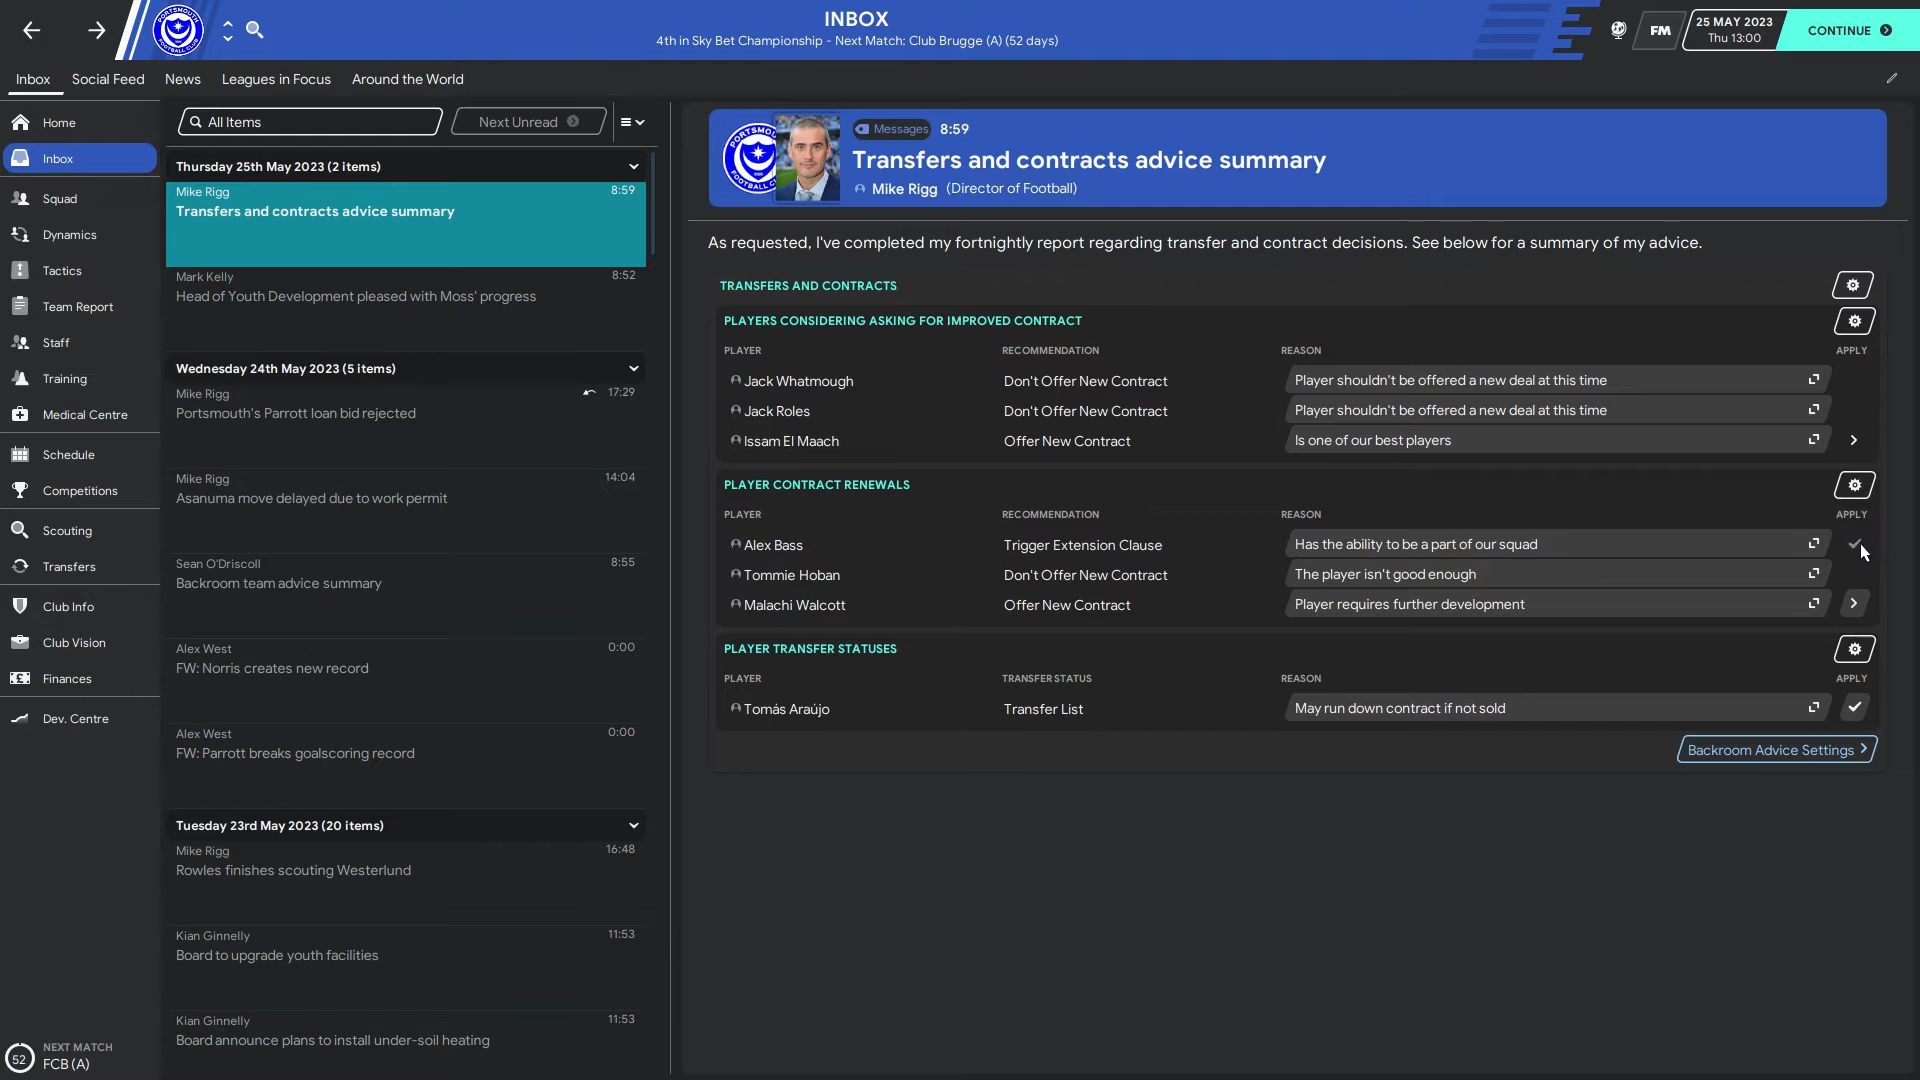 INBOX
4th in Sky Bet Championship - Next Match: Club Brugge (A) (52 days)
FM
25 MAY 2023
Thu 13:00
CONTINUE
Inbox
Social Feed
News
Leagues in Focus
Around the World
Home
Inbox
Squad
Dynamics
Tactics
Team Report
Staff
Training
Medical Centre
Schedule
Competitions
Scouting
Transfers
Club Info
Club Vision
Finances
Dev. Centre
52
NEXT MATCH
FCB (A)
All Items
Next Unread
Thursday 25th May 2023 (2 items)
Mike Rigg 8:59
Transfers and contracts advice summary
Mark Kelly 8:52
Head of Youth Development pleased with Moss' progress
Wednesday 24th May 2023 (5 items)
Mike Rigg 17:29
Portsmouth's Parrott loan bid rejected
Mike Rigg 14:04
Asanuma move delayed due to work permit
Sean O'Driscoll 8:55
Backroom team advice summary
Alex West 0:00
FW: Norris creates new record
Alex West 0:00
FW: Parrott breaks goalscoring record
Tuesday 23rd May 2023 (20 items)
Mike Rigg 16:48
Rowles finishes scouting Westerlund
Kian Ginnelly 11:53
Board to upgrade youth facilities
Kian Ginnelly 11:53
Board announce plans to install under-soil heating
Messages 8:59
Transfers and contracts advice summary
Mike Rigg (Director of Football)
As requested, I've completed my fortnightly report regarding transfer and contract decisions. See below for a summary of my advice.
TRANSFERS AND CONTRACTS
PLAYERS CONSIDERING ASKING FOR IMPROVED CONTRACT
PLAYER RECOMMENDATION REASON APPLY
Jack Whatmough Don't Offer New Contract Player shouldn't be offered a new deal at this time
Jack Roles Don't Offer New Contract Player shouldn't be offered a new deal at this time
Issam El Maach Offer New Contract Is one of our best players
PLAYER CONTRACT RENEWALS
PLAYER RECOMMENDATION REASON APPLY
Alex Bass Trigger Extension Clause Has the ability to be a part of our squad
Tommie Hoban Don't Offer New Contract The player isn't good enough
Malachi Walcott Offer New Contract Player requires further development
PLAYER TRANSFER STATUSES
PLAYER TRANSFER STATUS REASON APPLY
Tomás Araújo Transfer List May run down contract if not sold
Backroom Advice Settings